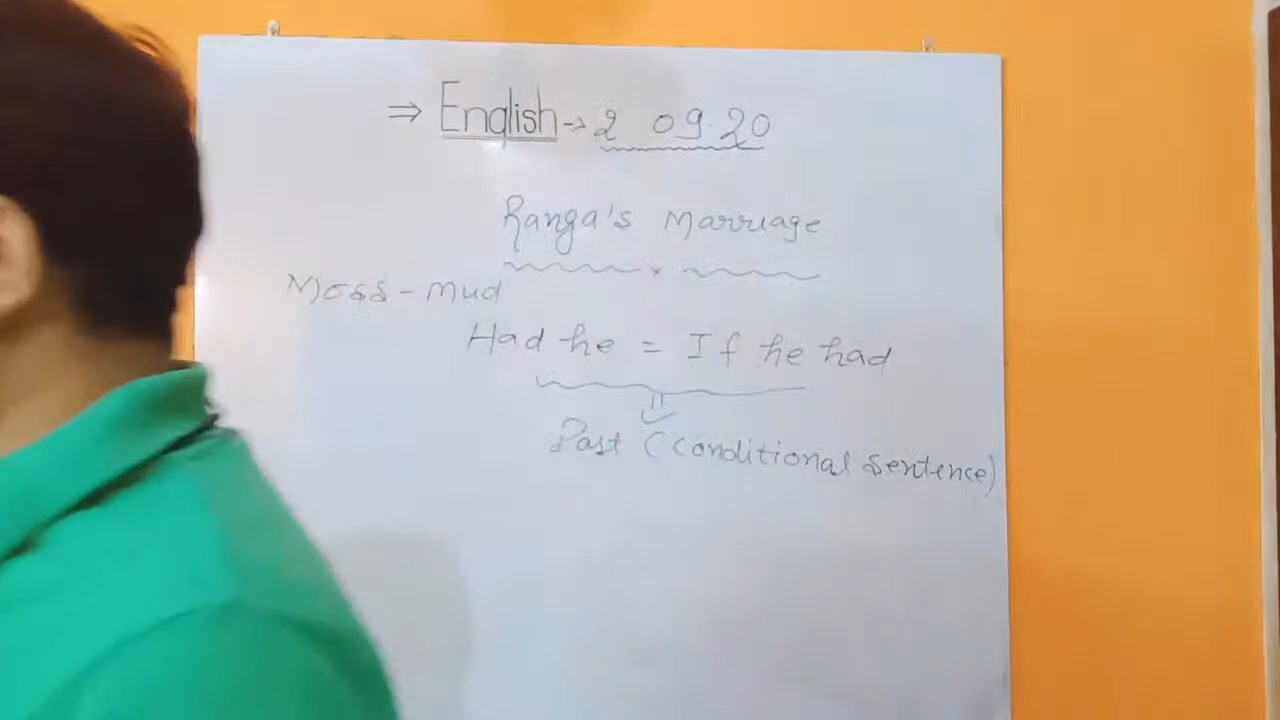 ⇒ English → 2 09.20
Ranga's Marriage
Moss - Mud
Had he = If he had
Past (Conditional Sentence)